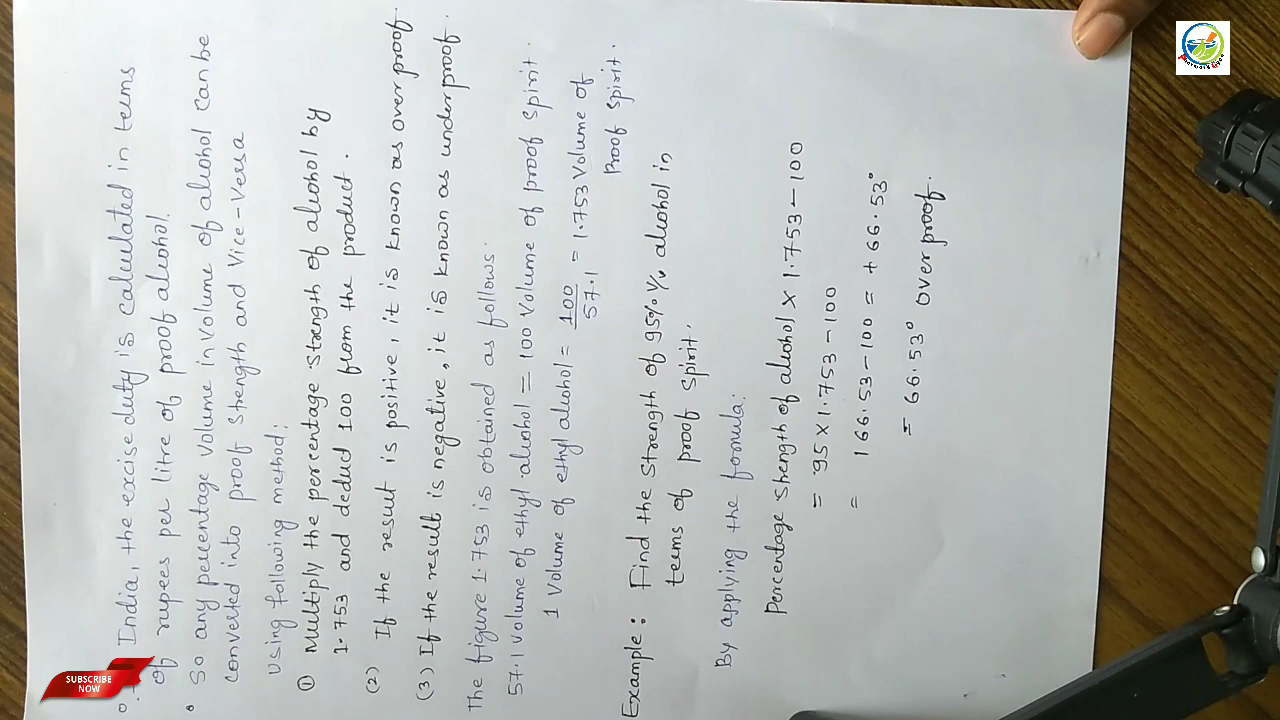 India, the excise duty is calculated in terms
of rupees per litre of proof alcohol.
So any percentage volume in volume of alcohol can be
converted into proof Strength and Vice-Versa
using following method:
① Multiply the percentage strength of alcohol by
1.753 and deduct 100 from the product.
(2) If the result is positive, it is known as over proof.
(3) If the result is negative, it is known as underproof.
The figure 1.753 is obtained as follows.
57.1 volume of ethyl alcohol = 100 Volume of proof spirit.
1 Volume of ethyl alcohol = 100/57.1 = 1.753 Volume of
Proof spirit.
Example: Find the strength of 95% V/v alcohol in
terms of proof spirit.
By applying the formula:
Percentage strength of alcohol × 1.753 - 100
= 95 × 1.753 - 100
= 166.53 - 100 = + 66.53°
= 66.53° Over proof.
SUBSCRIBE
NOW